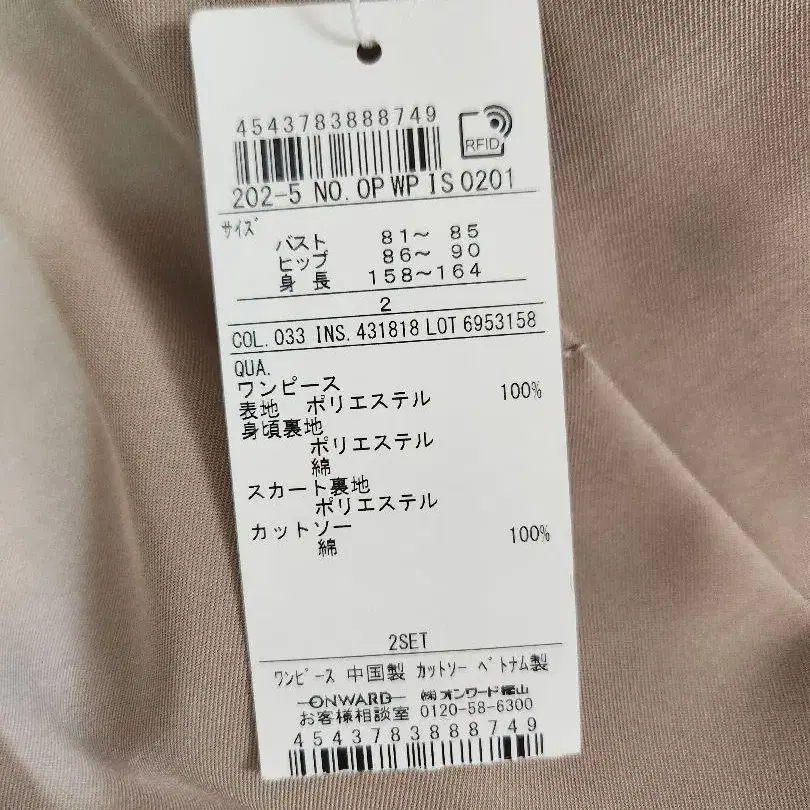 4543783888749
RFID
202-5 NO. OPWPIS0201
サイズ
バスト 81～ 85
ヒップ 86～ 90
身 長 158～164
2
COL. 033 INS. 431818 LOT 6953158
QUA.
ワンピース
表地 ポリエステル 100%
身頃裏地
ポリエステル
綿
スカート裏地
ポリエステル
カットソー
綿 100%
2SET
ワンピース 中国製 カットソー ベトナム製
ONWARD ㈱オンワード樫山
お客様相談室 0120-58-6300
4543783888749